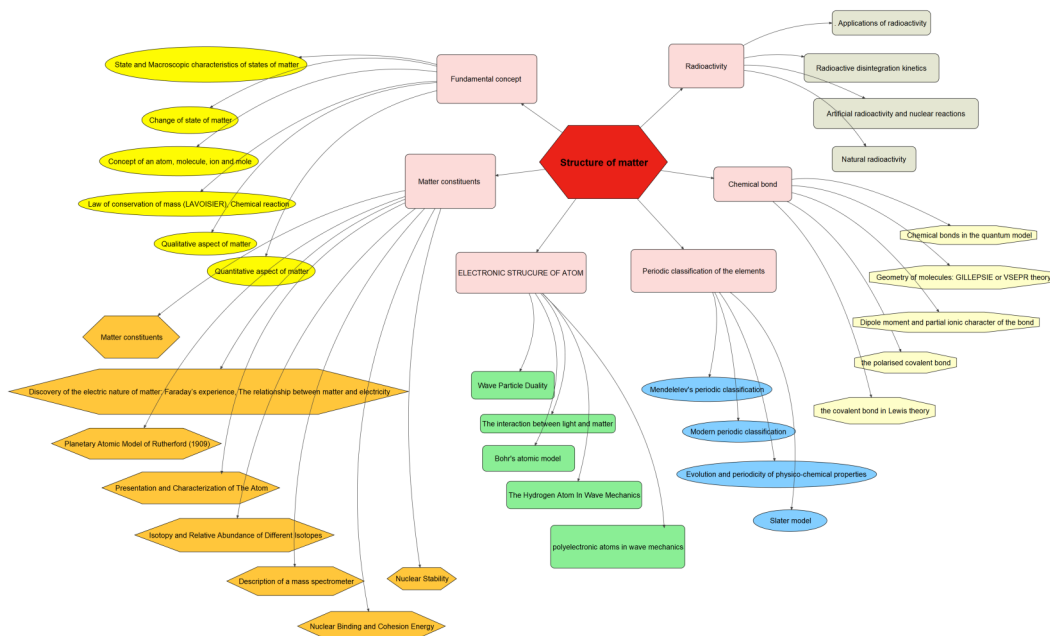 . Applications of radioactivity
Radioactivity
Radioactive disintegration kinetics
Artificial radioactivity and nuclear reactions
Natural radioactivity
State and Macroscopic characteristics of states of matter
Fundamental concept
Change of state of matter
Concept of an atom, molecule, ion and mole
Law of conservation of mass (LAVOISIER), Chemical reaction
Qualitative aspect of matter
Quantitative aspect of matter
Structure of matter
Matter constituents
Chemical bond
Chemical bonds in the quantum model
Geometry of molecules: GILLEPSIE or VSEPR theory
Dipole moment and partial ionic character of the bond
the polarised covalent bond
the covalent bond in Lewis theory
ELECTRONIC STRUCURE OF ATOM
Periodic classification of the elements
Matter constituents
Discovery of the electric nature of matter, Faraday's experience, The relationship between matter and electricity
Planetary Atomic Model of Rutherford (1909)
Presentation and Characterization of The Atom
Isotopy and Relative Abundance of Different Isotopes
Description of a mass spectrometer
Nuclear Stability
Nuclear Binding and Cohesion Energy
Wave Particle Duality
The interaction between light and matter
Bohr's atomic model
The Hydrogen Atom In Wave Mechanics
polyelectronic atoms in wave mechanics
Mendeleliev's periodic classification
Modern periodic classification
Evolution and periodicity of physico-chemical properties
Slater model